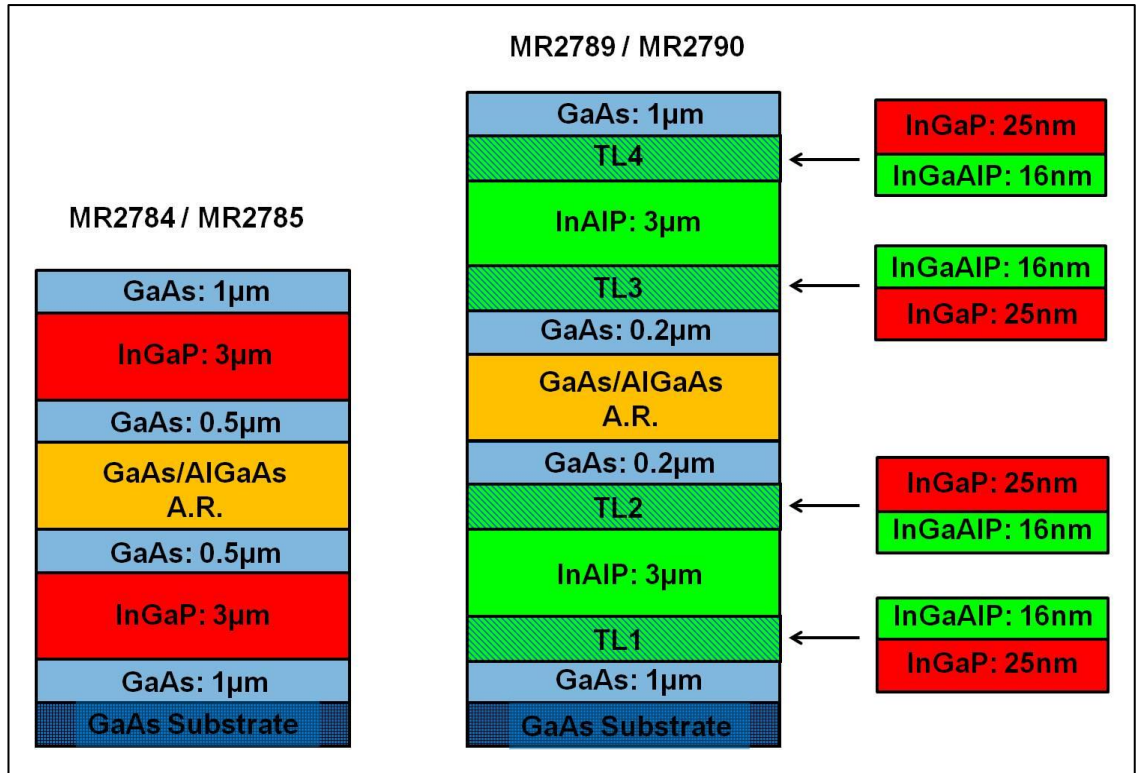 MR2784 / MR2785
GaAs: 1µm
InGaP: 3µm
GaAs: 0.5µm
GaAs/AlGaAs
A.R.
GaAs: 0.5µm
InGaP: 3µm
GaAs: 1µm
GaAs Substrate
MR2789 / MR2790
GaAs: 1µm
TL4
InAlP: 3µm
TL3
GaAs: 0.2µm
GaAs/AlGaAs
A.R.
GaAs: 0.2µm
TL2
InAlP: 3µm
TL1
GaAs: 1µm
GaAs Substrate
InGaP: 25nm
InGaAlP: 16nm
InGaAlP: 16nm
InGaP: 25nm
InGaP: 25nm
InGaAlP: 16nm
InGaAlP: 16nm
InGaP: 25nm